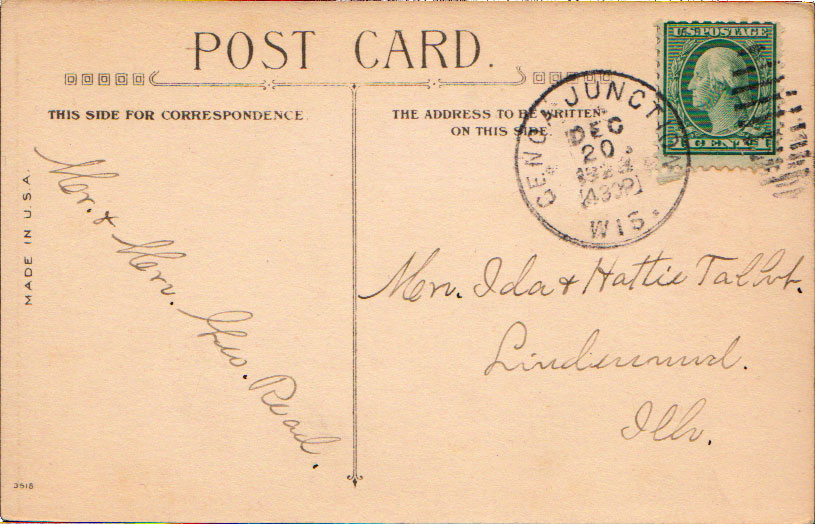 POST CARD.
THIS SIDE FOR CORRESPONDENCE.
THE ADDRESS TO BE WRITTEN
ON THIS SIDE.
U.S. POSTAGE
CENTS
GENOA JUNCTION
DEC
20
430P
WIS.
MADE IN U.S.A.
Mr. & Mrs. Geo. Read.
Mrs. Ida & Hattie Talbot.
Lindenwood.
Ills.
3518